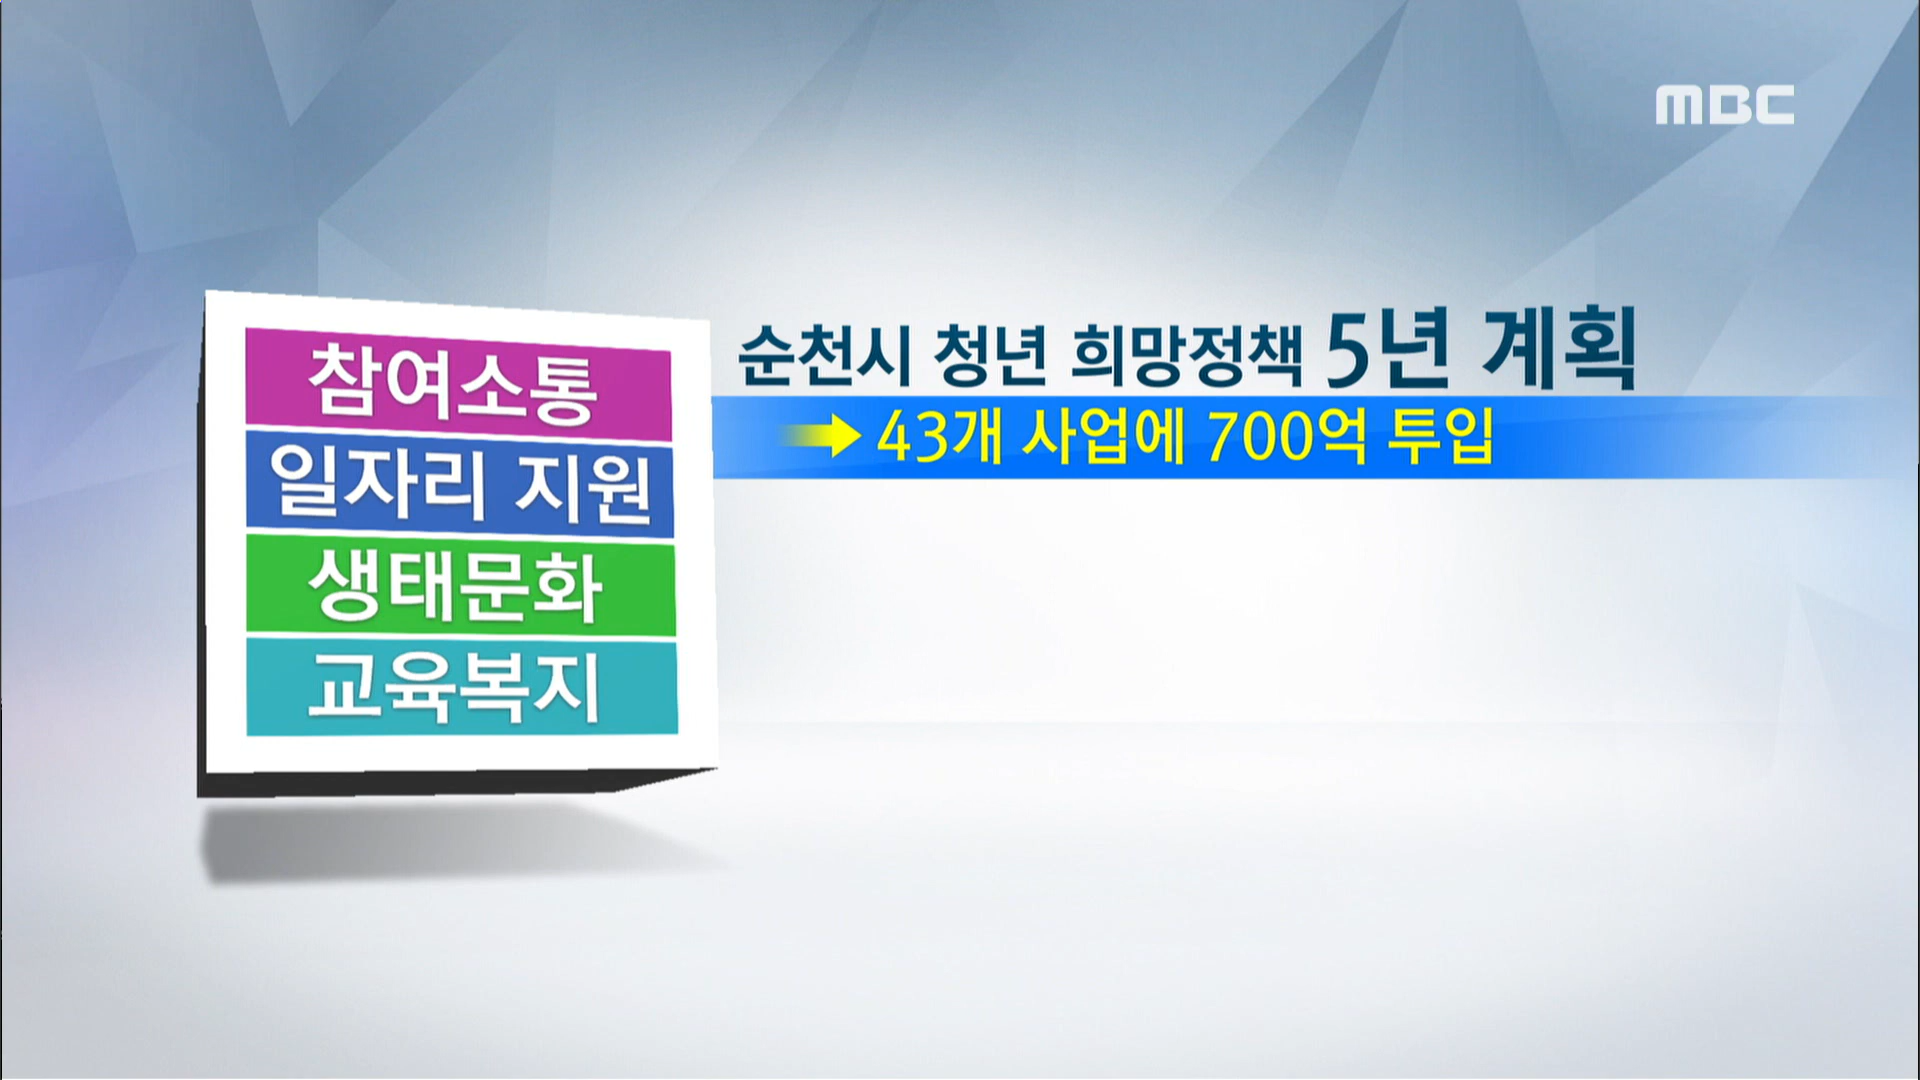 MBC
순천시 청년 희망정책 5년 계획
43개 사업에 700억 투입
참여소통
일자리 지원
생태문화
교육복지